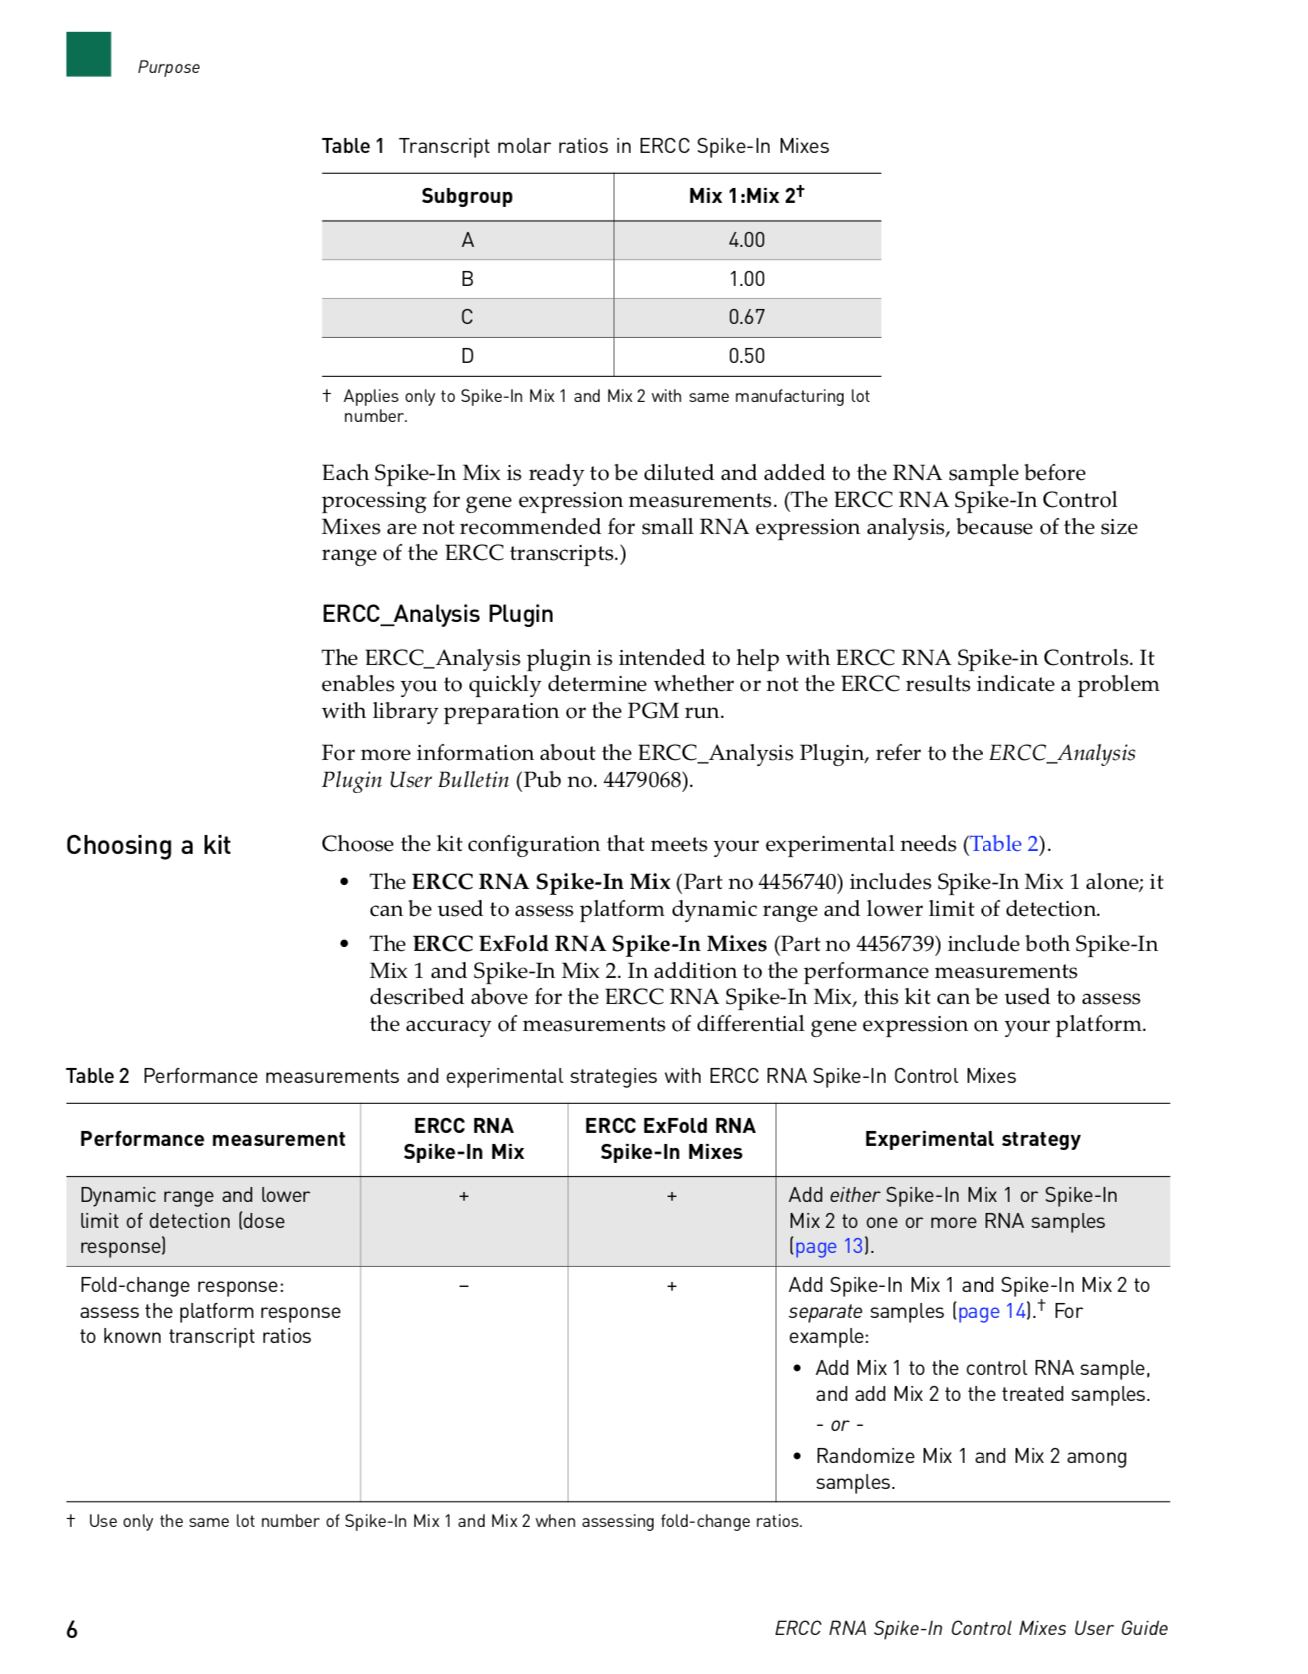 Purpose
Table 1 Transcript molar ratios in ERCC Spike-In Mixes
Subgroup Mix 1:Mix 2†
A 4.00
B 1.00
C 0.67
D 0.50
† Applies only to Spike-In Mix 1 and Mix 2 with same manufacturing lot
number.
Each Spike-In Mix is ready to be diluted and added to the RNA sample before
processing for gene expression measurements. (The ERCC RNA Spike-In Control
Mixes are not recommended for small RNA expression analysis, because of the size
range of the ERCC transcripts.)
ERCC_Analysis Plugin
The ERCC_Analysis plugin is intended to help with ERCC RNA Spike-in Controls. It
enables you to quickly determine whether or not the ERCC results indicate a problem
with library preparation or the PGM run.
For more information about the ERCC_Analysis Plugin, refer to the ERCC_Analysis
Plugin User Bulletin (Pub no. 4479068).
Choosing a kit
Choose the kit configuration that meets your experimental needs (Table 2).
• The ERCC RNA Spike-In Mix (Part no 4456740) includes Spike-In Mix 1 alone; it
can be used to assess platform dynamic range and lower limit of detection.
• The ERCC ExFold RNA Spike-In Mixes (Part no 4456739) include both Spike-In
Mix 1 and Spike-In Mix 2. In addition to the performance measurements
described above for the ERCC RNA Spike-In Mix, this kit can be used to assess
the accuracy of measurements of differential gene expression on your platform.
Table 2 Performance measurements and experimental strategies with ERCC RNA Spike-In Control Mixes
Performance measurement
ERCC RNA
Spike-In Mix
ERCC ExFold RNA
Spike-In Mixes
Experimental strategy
Dynamic range and lower
limit of detection (dose
response)
+
+
Add either Spike-In Mix 1 or Spike-In
Mix 2 to one or more RNA samples
(page 13).
Fold-change response:
assess the platform response
to known transcript ratios
–
+
Add Spike-In Mix 1 and Spike-In Mix 2 to
separate samples (page 14).† For
example:
• Add Mix 1 to the control RNA sample,
and add Mix 2 to the treated samples.
- or -
• Randomize Mix 1 and Mix 2 among
samples.
† Use only the same lot number of Spike-In Mix 1 and Mix 2 when assessing fold-change ratios.
6
ERCC RNA Spike-In Control Mixes User Guide